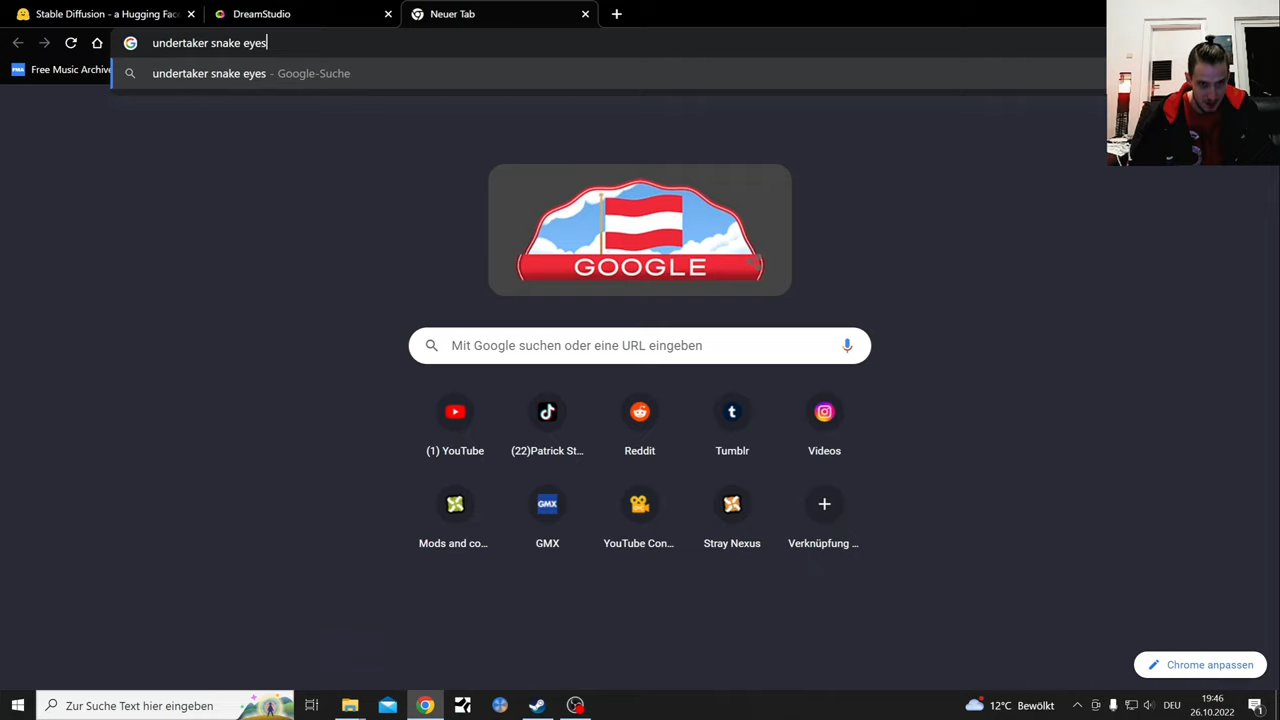 Stable Diffusion - a Hugging Fac
DreamStudio
Neuer Tab
undertaker snake eyes
Free Music Archive
undertaker snake eyes - Google-Suche
GOOGLE
Mit Google suchen oder eine URL eingeben
(1) YouTube
(22)Patrick St...
Reddit
Tumblr
Videos
GMX
Mods and co...
GMX
YouTube Con...
Stray Nexus
Verknüpfung ...
Chrome anpassen
Zur Suche Text hier eingeben
12°C Bewölkt
DEU
19:46
26.10.2022